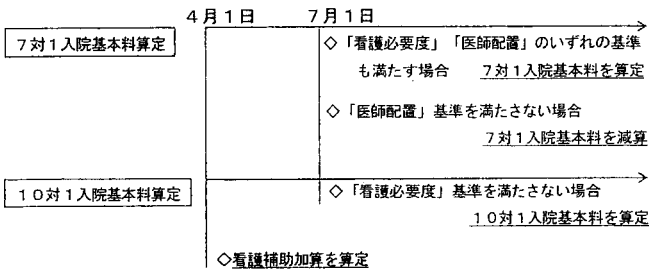 ４月１日　７月１日
７対１入院基本料算定
◇「看護必要度」「医師配置」のいずれの基準
も満たす場合　７対１入院基本料を算定
◇「医師配置」基準を満たさない場合
７対１入院基本料を減算
１０対１入院基本料算定
◇「看護必要度」基準を満たさない場合
１０対１入院基本料を算定
◇看護補助加算を算定